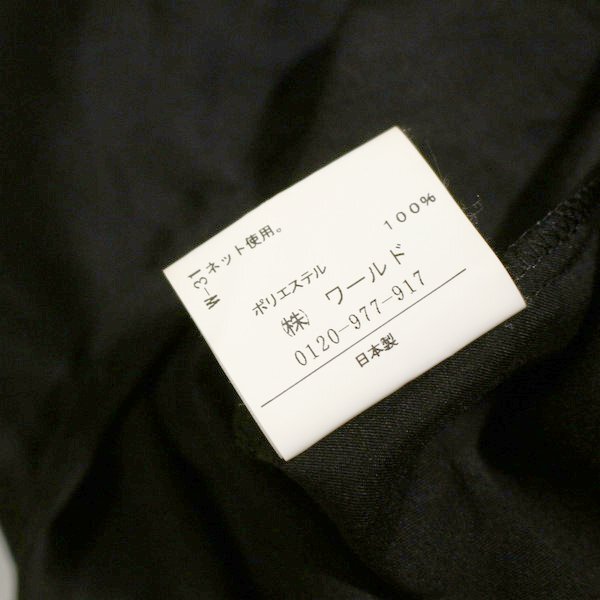 ネット使用。
W-31
ポリエステル 100%
㈱ ワールド
0120-977-917
日本製